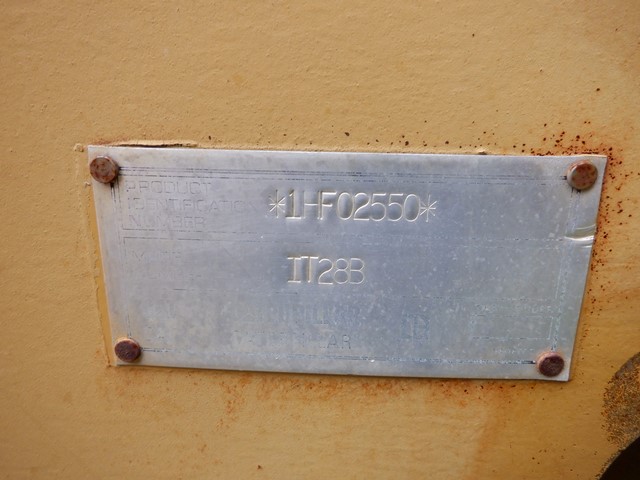 PRODUCT
IDENTIFICATION
NUMBER
*1HF02550*
IT28B